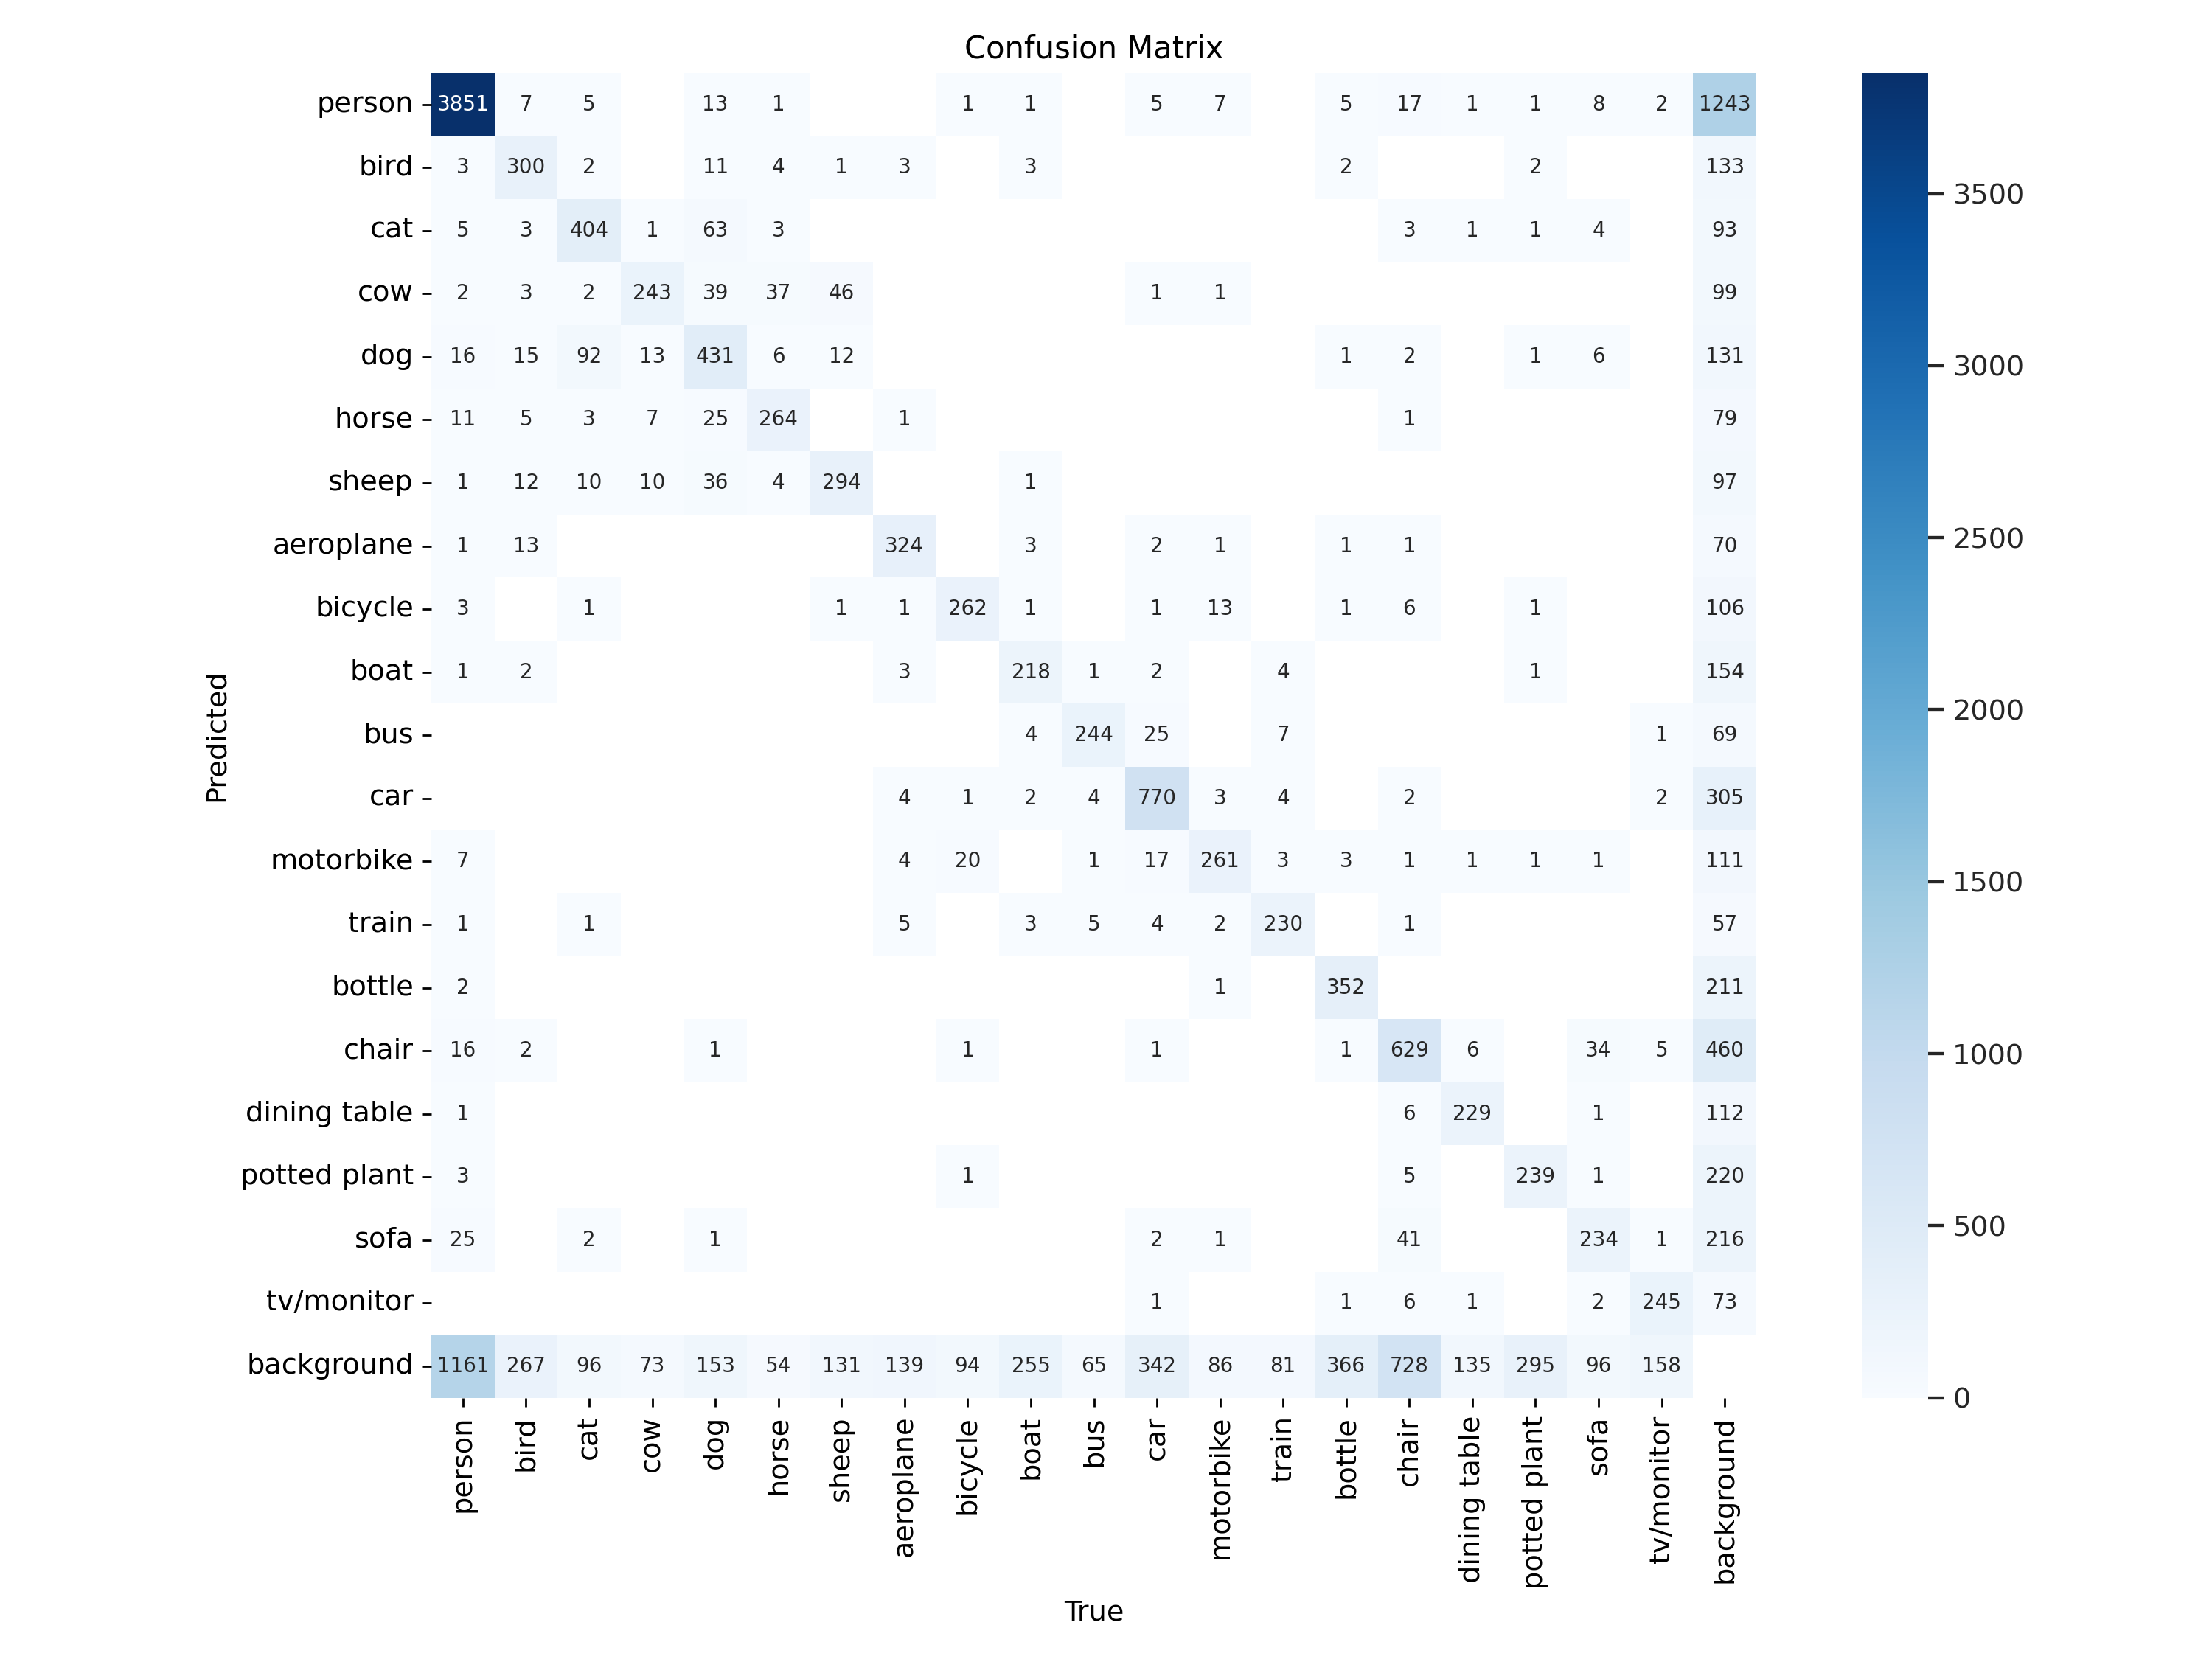 Confusion Matrix
person 3851 7 5 13 1 1 1 5 7 5 17 1 1 8 2 1243
bird 3 300 2 11 4 1 3 3 2 2 133
cat 5 3 404 1 63 3 3 1 1 4 93
cow 2 3 2 243 39 37 46 1 1 99
dog 16 15 92 13 431 6 12 1 2 1 6 131
horse 11 5 3 7 25 264 1 1 79
sheep 1 12 10 10 36 4 294 1 97
aeroplane 1 13 324 3 2 1 1 1 70
bicycle 3 1 1 1 262 1 1 13 1 6 1 106
boat 1 2 3 218 1 2 4 1 154
bus 4 244 25 7 1 69
car 4 1 2 4 770 3 4 2 2 305
motorbike 7 4 20 1 17 261 3 3 1 1 1 1 111
train 1 1 5 3 5 4 2 230 1 57
bottle 2 1 352 211
chair 16 2 1 1 1 1 629 6 34 5 460
dining table 1 6 229 1 112
potted plant 3 1 5 239 1 220
sofa 25 2 1 2 1 41 234 1 216
tv/monitor 1 1 6 1 2 245 73
background 1161 267 96 73 153 54 131 139 94 255 65 342 86 81 366 728 135 295 96 158
person bird cat cow dog horse sheep aeroplane bicycle boat bus car motorbike train bottle chair dining table potted plant sofa tv/monitor background
True
Predicted
3500
3000
2500
2000
1500
1000
500
0